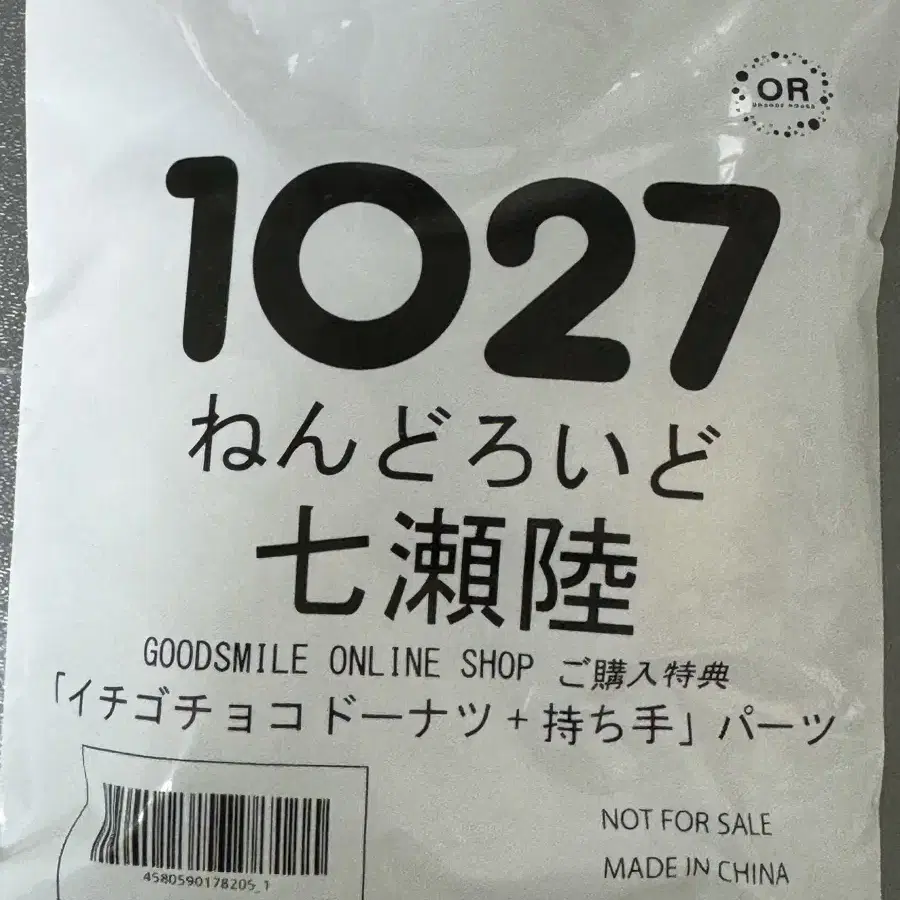 OR
ORANGE ROUGE
1027
ねんどろいど
七瀬陸
GOODSMILE ONLINE SHOP ご購入特典
「イチゴチョコドーナツ+持ち手」パーツ
4580590178205_1
NOT FOR SALE
MADE IN CHINA